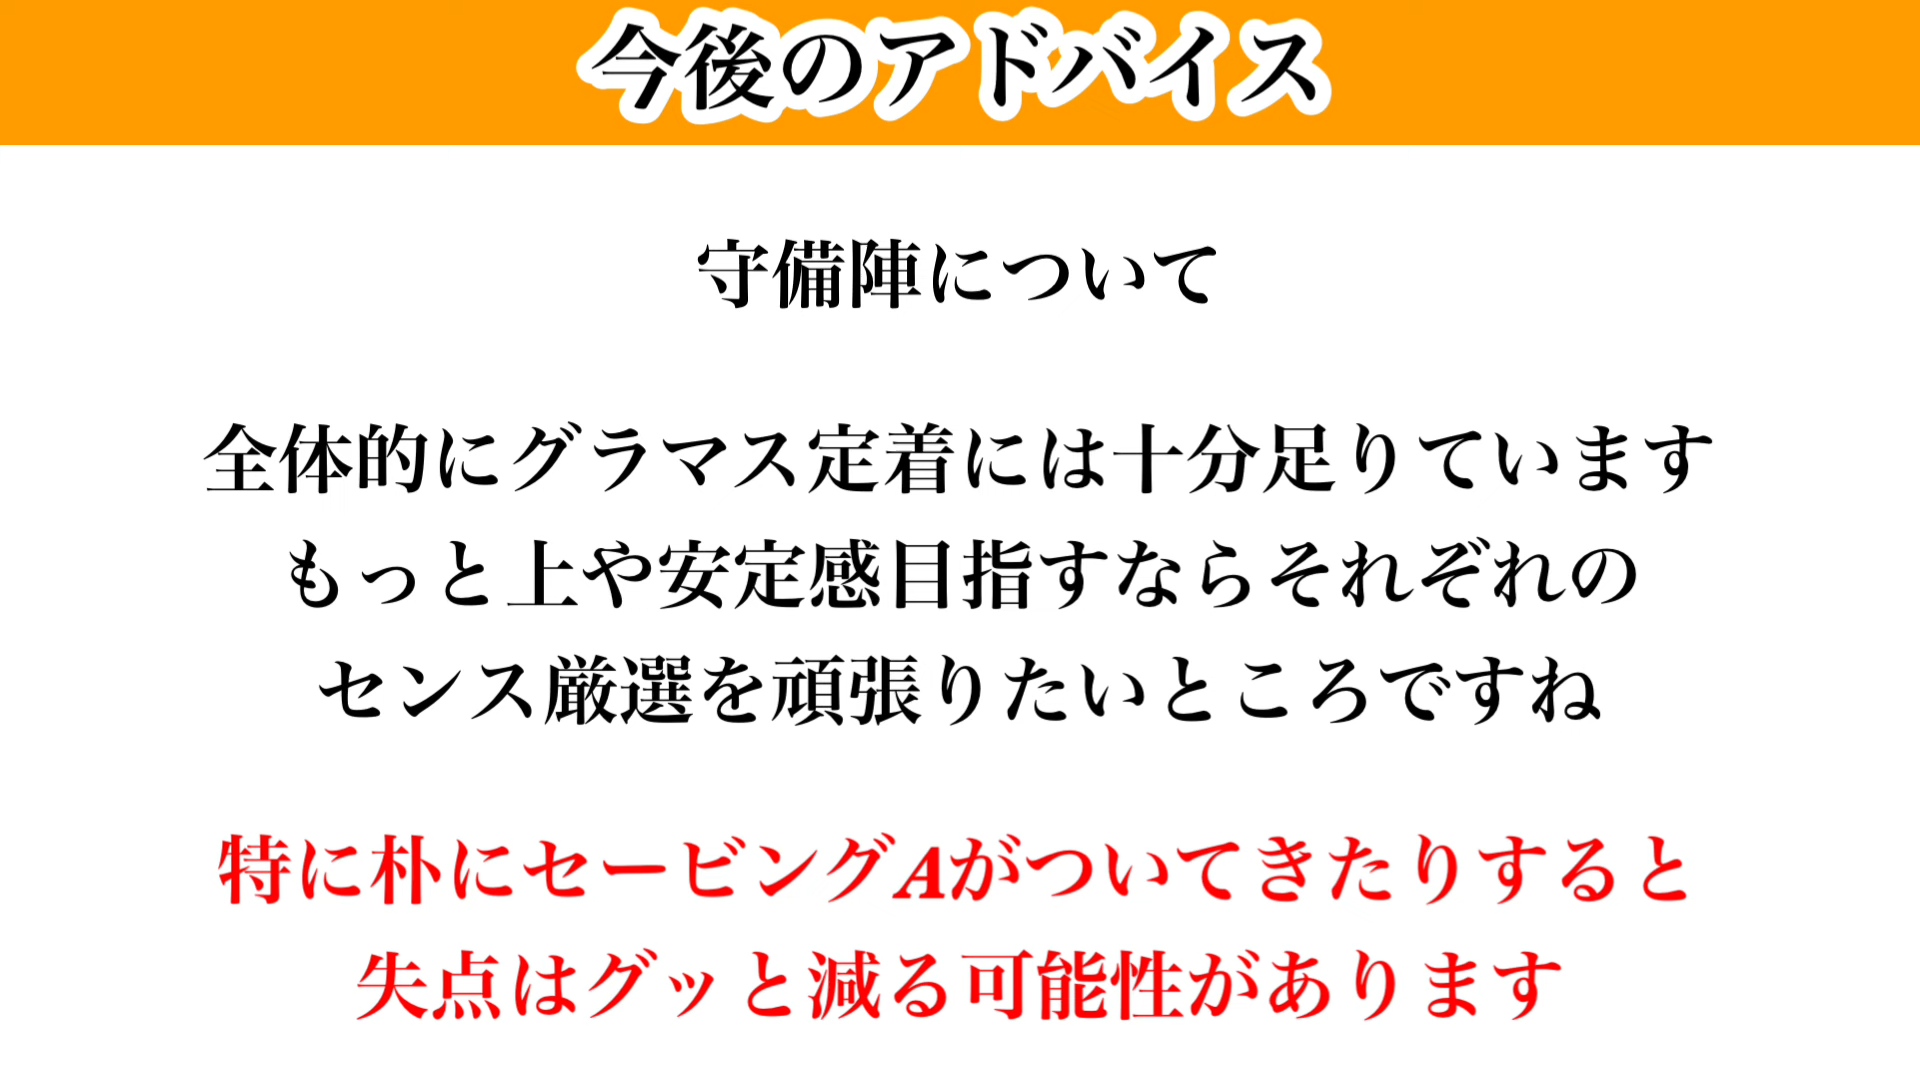 今後のアドバイス
守備陣について
全体的にグラマス定着には十分足りています
もっと上や安定感目指すならそれぞれの
センス厳選を頑張りたいところですね
特に朴にセービングAがついてきたりすると
失点はグッと減る可能性があります